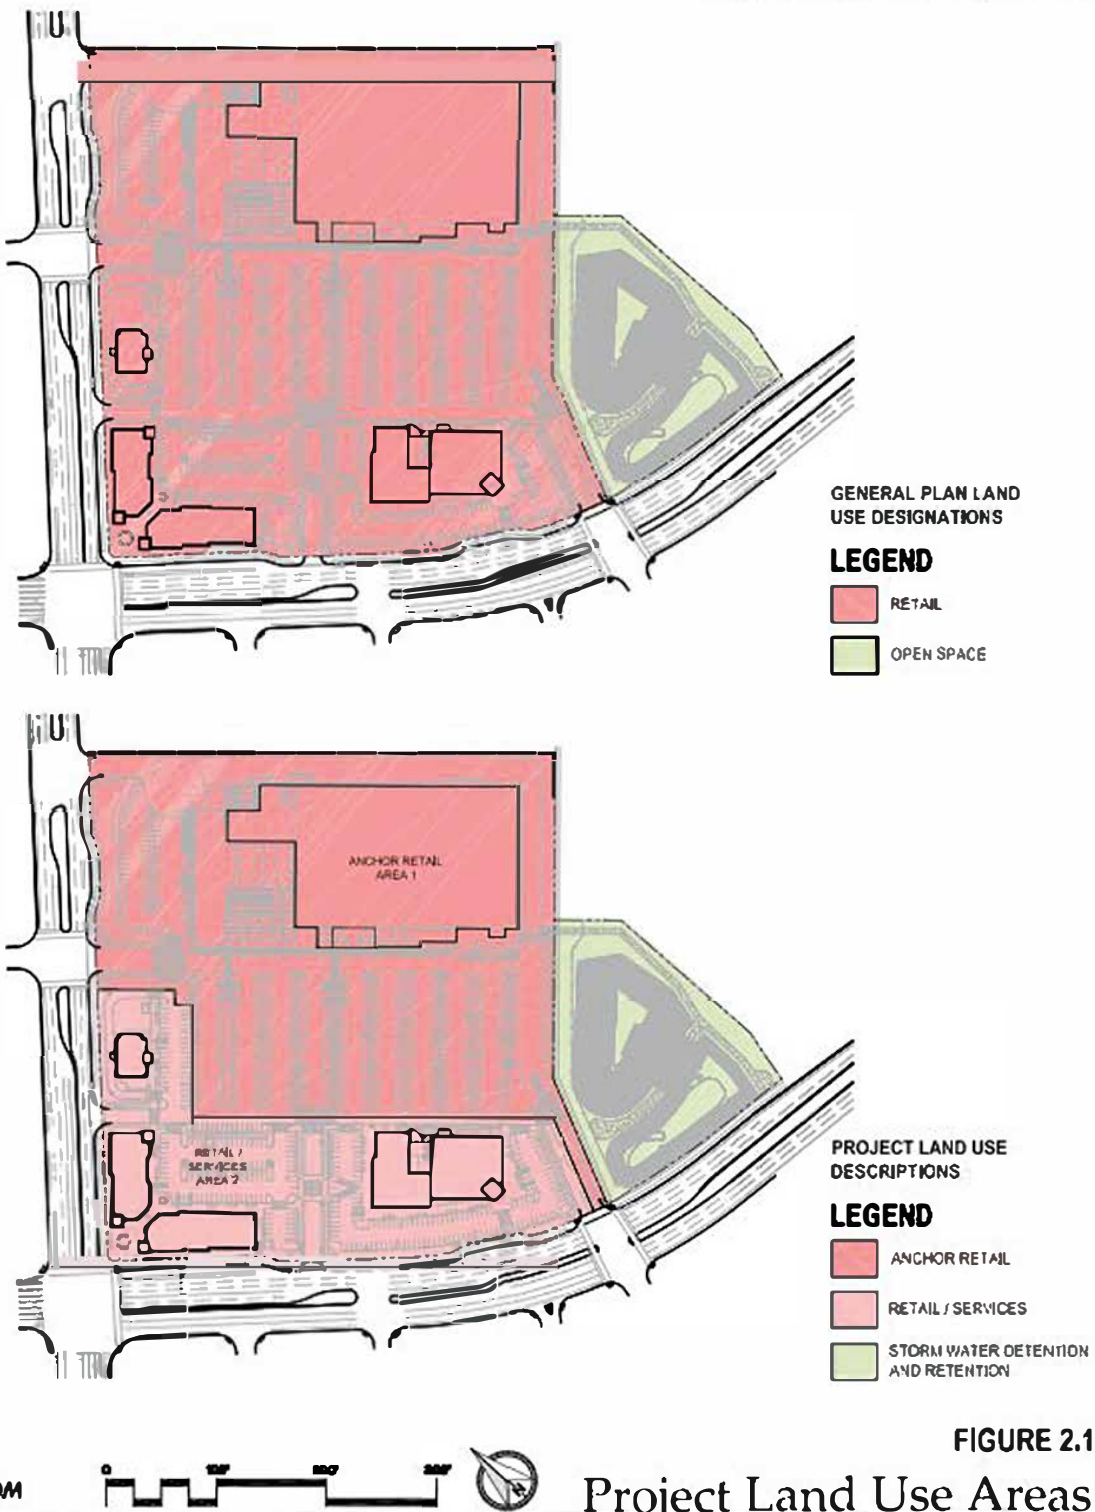 GENERAL PLAN LAND
USE DESIGNATIONS
LEGEND
RETAIL
OPEN SPACE
ANCHOR RETAIL
AREA 1
RETAIL /
SERVICES
AREA 2
PROJECT LAND USE
DESCRIPTIONS
LEGEND
ANCHOR RETAIL
RETAIL / SERVICES
STORM WATER DETENTION
AND RETENTION
FIGURE 2.1
0
N
Project Land Use Areas